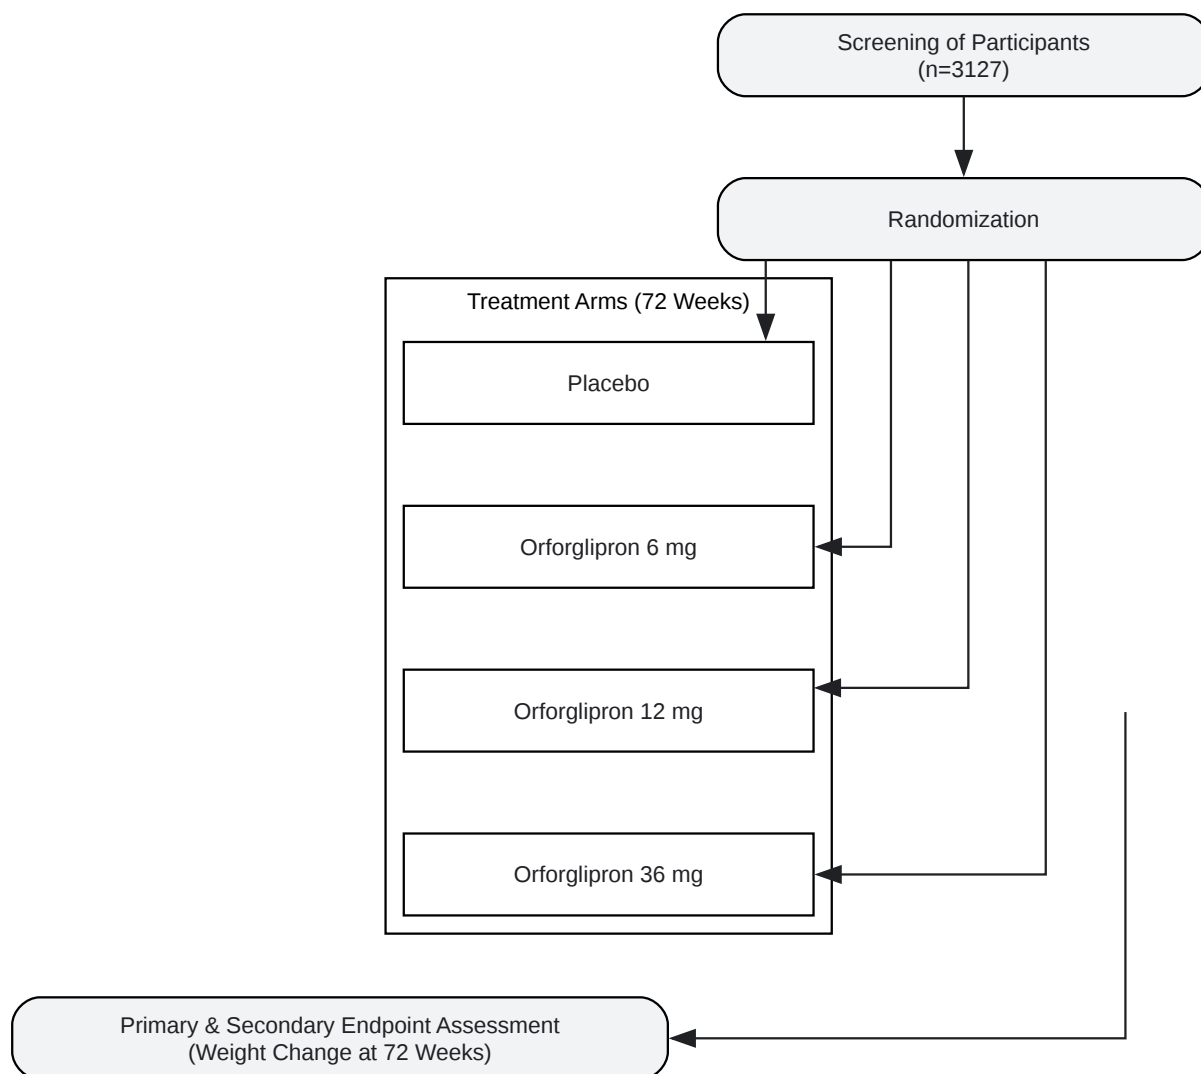 Screening of Participants
(n=3127)
Randomization
Treatment Arms (72 Weeks)
Placebo
Orforglipron 6 mg
Orforglipron 12 mg
Orforglipron 36 mg
Primary & Secondary Endpoint Assessment
(Weight Change at 72 Weeks)